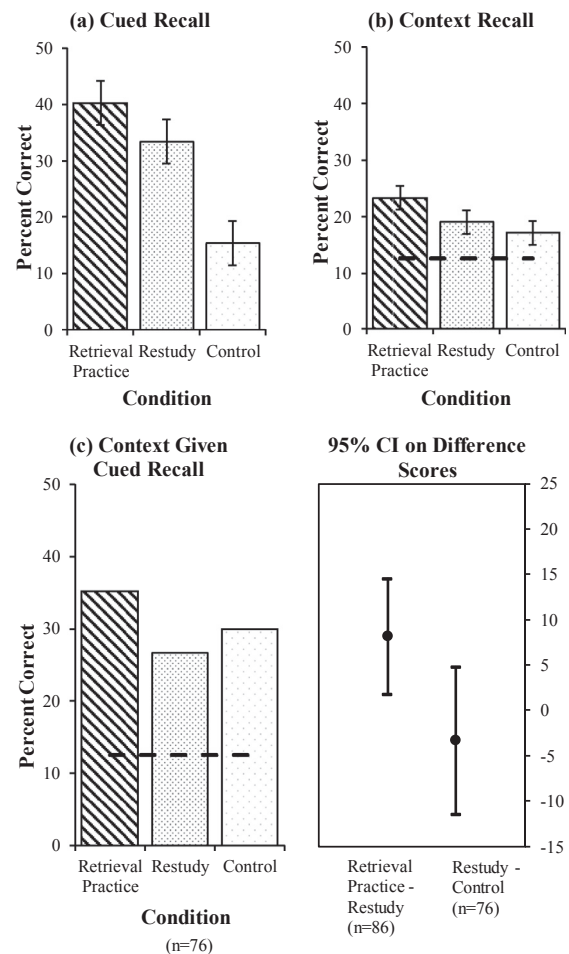 (a) Cued Recall
50
40
30
20
10
0
Percent Correct
Retrieval
Practice
Restudy
Control
Condition
(b) Context Recall
50
40
30
20
10
0
Percent Correct
Retrieval
Practice
Restudy
Control
Condition
(c) Context Given
Cued Recall
50
40
30
20
10
0
Percent Correct
Retrieval
Practice
Restudy
Control
Condition
(n=76)
95% CI on Difference
Scores
25
20
15
10
5
0
-5
-10
-15
Retrieval
Practice -
Restudy
(n=86)
Restudy -
Control
(n=76)